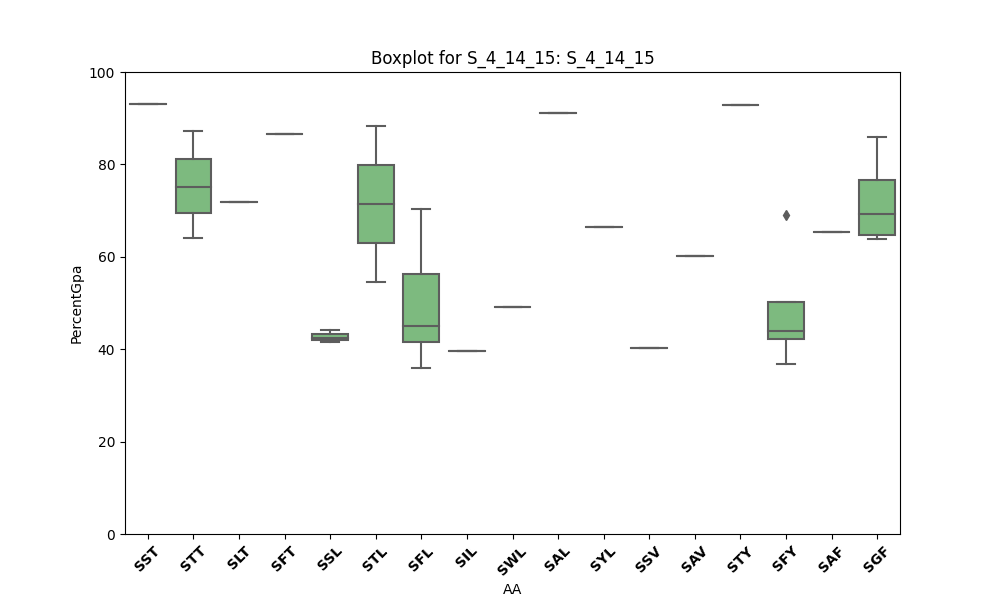 Boxplot for S_4_14_15: S_4_14_15
PercentGpa
100
80
60
40
20
0
SST STT SLT SFT SSL STL SFL SIL SWL SAL SYL SSV SAV STY SFY SAF SGF
AA